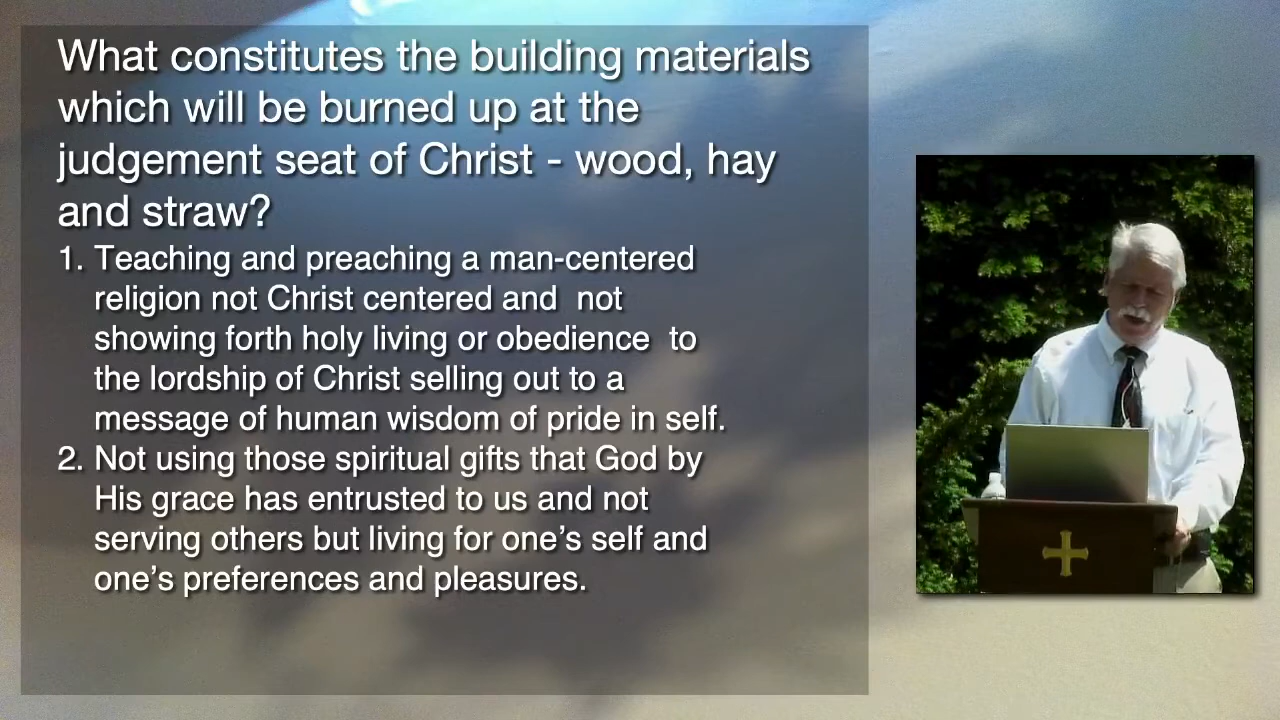 What constitutes the building materials
which will be burned up at the
judgement seat of Christ - wood, hay
and straw?
1. Teaching and preaching a man-centered
religion not Christ centered and  not
showing forth holy living or obedience  to
the lordship of Christ selling out to a
message of human wisdom of pride in self.
2. Not using those spiritual gifts that God by
His grace has entrusted to us and not
serving others but living for one’s self and
one’s preferences and pleasures.